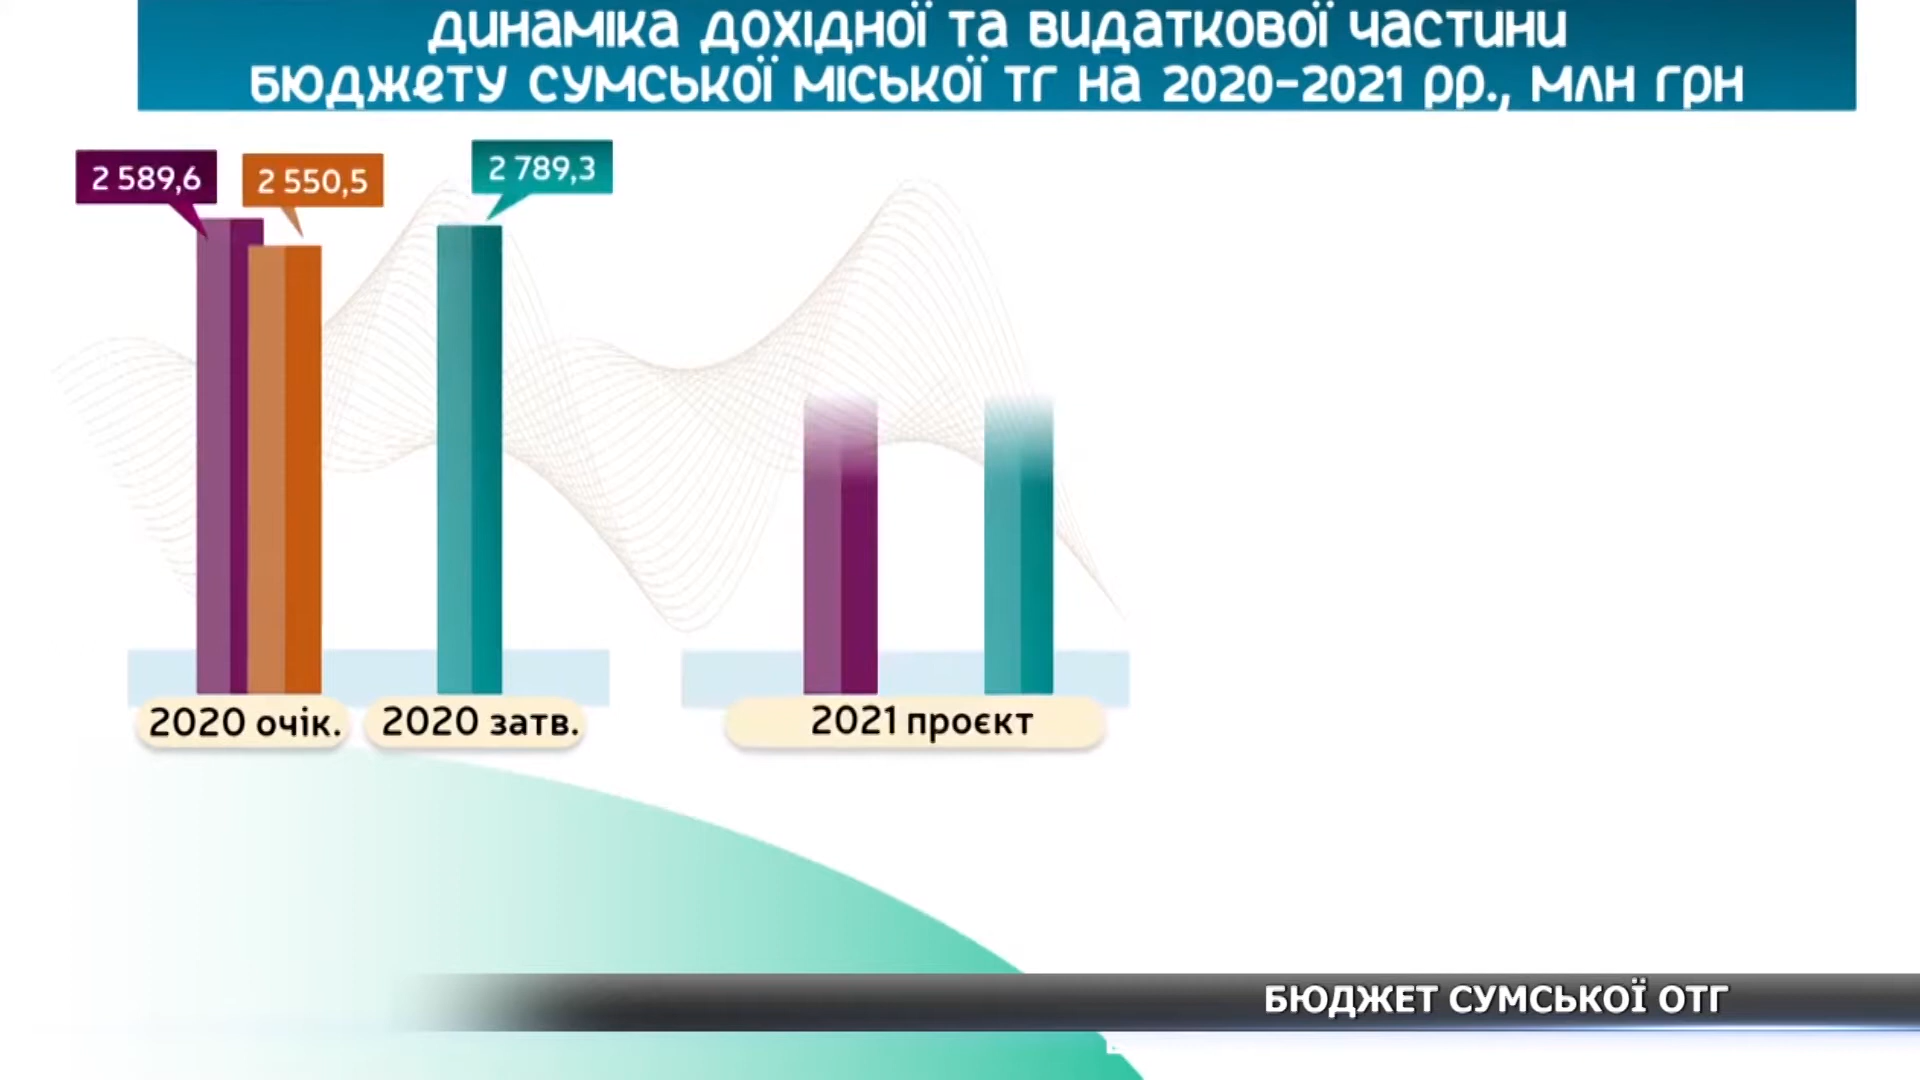 динаміка дохідної та видаткової частини
бюджету сумської міської тг на 2020-2021 рр., млн грн
2 589,6
2 550,5
2 789,3
2020 очік.
2020 затв.
2021 проєкт
БЮДЖЕТ СУМСЬКОЇ ОТГ